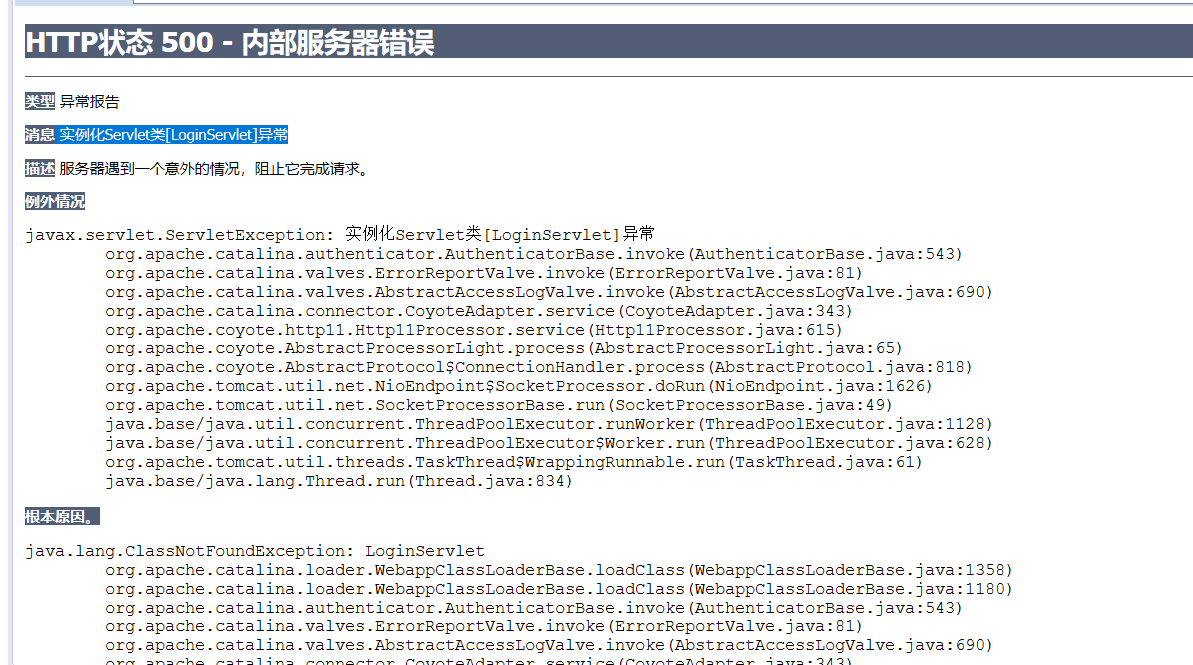 HTTP状态 500 - 内部服务器错误
类型 异常报告
消息 实例化Servlet类[LoginServlet]异常
描述 服务器遇到一个意外的情况，阻止它完成请求。
例外情况
javax.servlet.ServletException: 实例化Servlet类[LoginServlet]异常
org.apache.catalina.authenticator.AuthenticatorBase.invoke(AuthenticatorBase.java:543)
org.apache.catalina.valves.ErrorReportValve.invoke(ErrorReportValve.java:81)
org.apache.catalina.valves.AbstractAccessLogValve.invoke(AbstractAccessLogValve.java:690)
org.apache.catalina.connector.CoyoteAdapter.service(CoyoteAdapter.java:343)
org.apache.coyote.http11.Http11Processor.service(Http11Processor.java:615)
org.apache.coyote.AbstractProcessorLight.process(AbstractProcessorLight.java:65)
org.apache.coyote.AbstractProtocol$ConnectionHandler.process(AbstractProtocol.java:818)
org.apache.tomcat.util.net.NioEndpoint$SocketProcessor.doRun(NioEndpoint.java:1626)
org.apache.tomcat.util.net.SocketProcessorBase.run(SocketProcessorBase.java:49)
java.base/java.util.concurrent.ThreadPoolExecutor.runWorker(ThreadPoolExecutor.java:1128)
java.base/java.util.concurrent.ThreadPoolExecutor$Worker.run(ThreadPoolExecutor.java:628)
org.apache.tomcat.util.threads.TaskThread$WrappingRunnable.run(TaskThread.java:61)
java.base/java.lang.Thread.run(Thread.java:834)
根本原因。
java.lang.ClassNotFoundException: LoginServlet
org.apache.catalina.loader.WebappClassLoaderBase.loadClass(WebappClassLoaderBase.java:1358)
org.apache.catalina.loader.WebappClassLoaderBase.loadClass(WebappClassLoaderBase.java:1180)
org.apache.catalina.authenticator.AuthenticatorBase.invoke(AuthenticatorBase.java:543)
org.apache.catalina.valves.ErrorReportValve.invoke(ErrorReportValve.java:81)
org.apache.catalina.valves.AbstractAccessLogValve.invoke(AbstractAccessLogValve.java:690)
org.apache.catalina.connector.CoyoteAdapter.service(CoyoteAdapter.java:343)